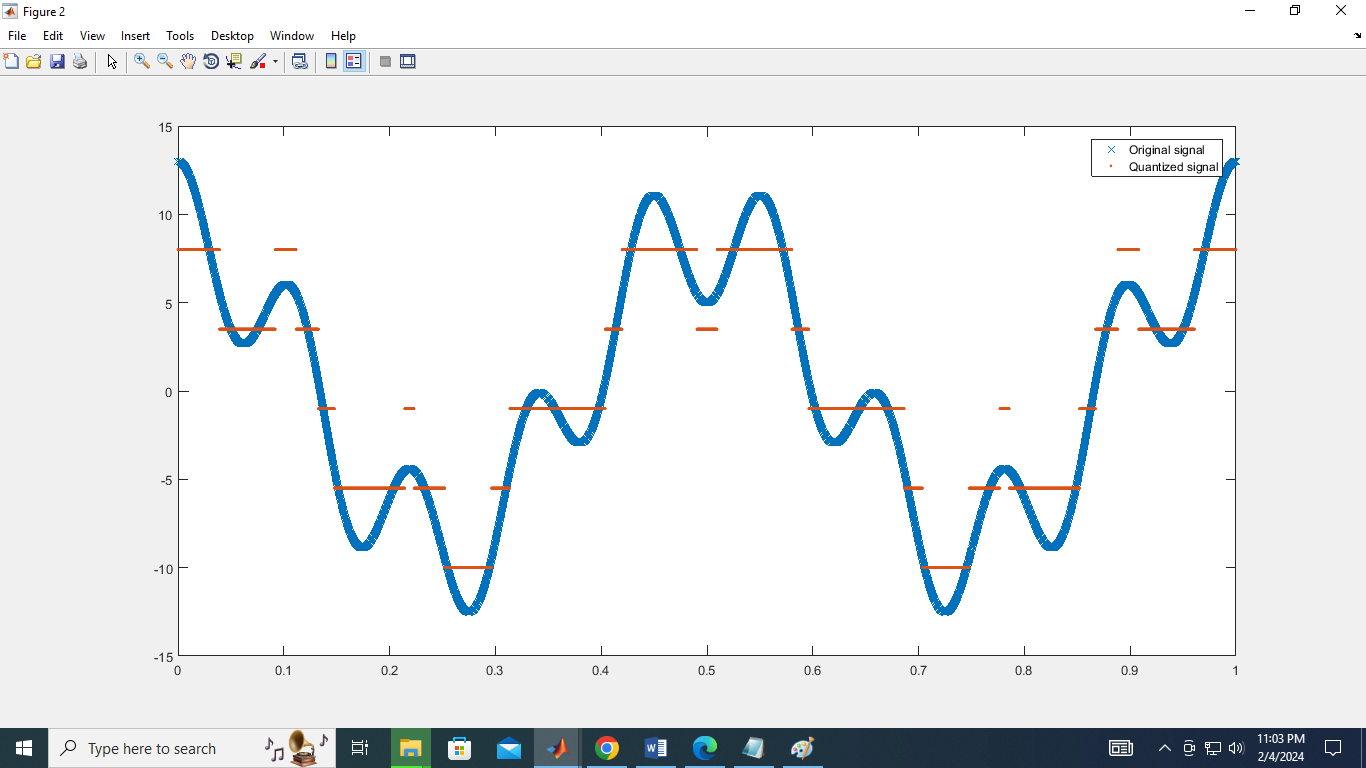 Figure 2
File Edit View Insert Tools Desktop Window Help
15
10
5
0
-5
-10
-15
0 0.1 0.2 0.3 0.4 0.5 0.6 0.7 0.8 0.9 1
Original signal
Quantized signal
Type here to search
11:03 PM
2/4/2024